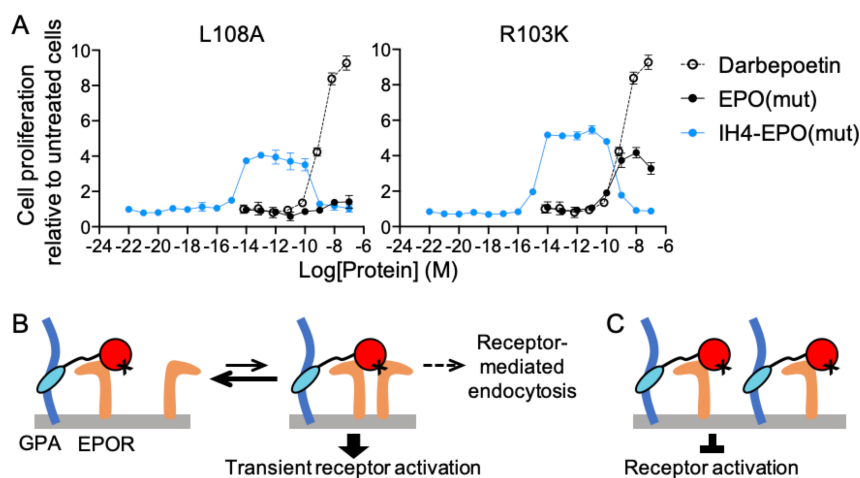 A
L108A
R103K
Cell proliferation
relative to untreated cells
10
8
6
4
2
0
-24 -22 -20 -18 -16 -14 -12 -10 -8 -6
10
8
6
4
2
0
-24 -22 -20 -18 -16 -14 -12 -10 -8 -6
Log[Protein] (M)
Darbepoetin
EPO(mut)
IH4-EPO(mut)
B
GPA EPOR
Receptor-
mediated
endocytosis
Transient receptor activation
C
Receptor activation